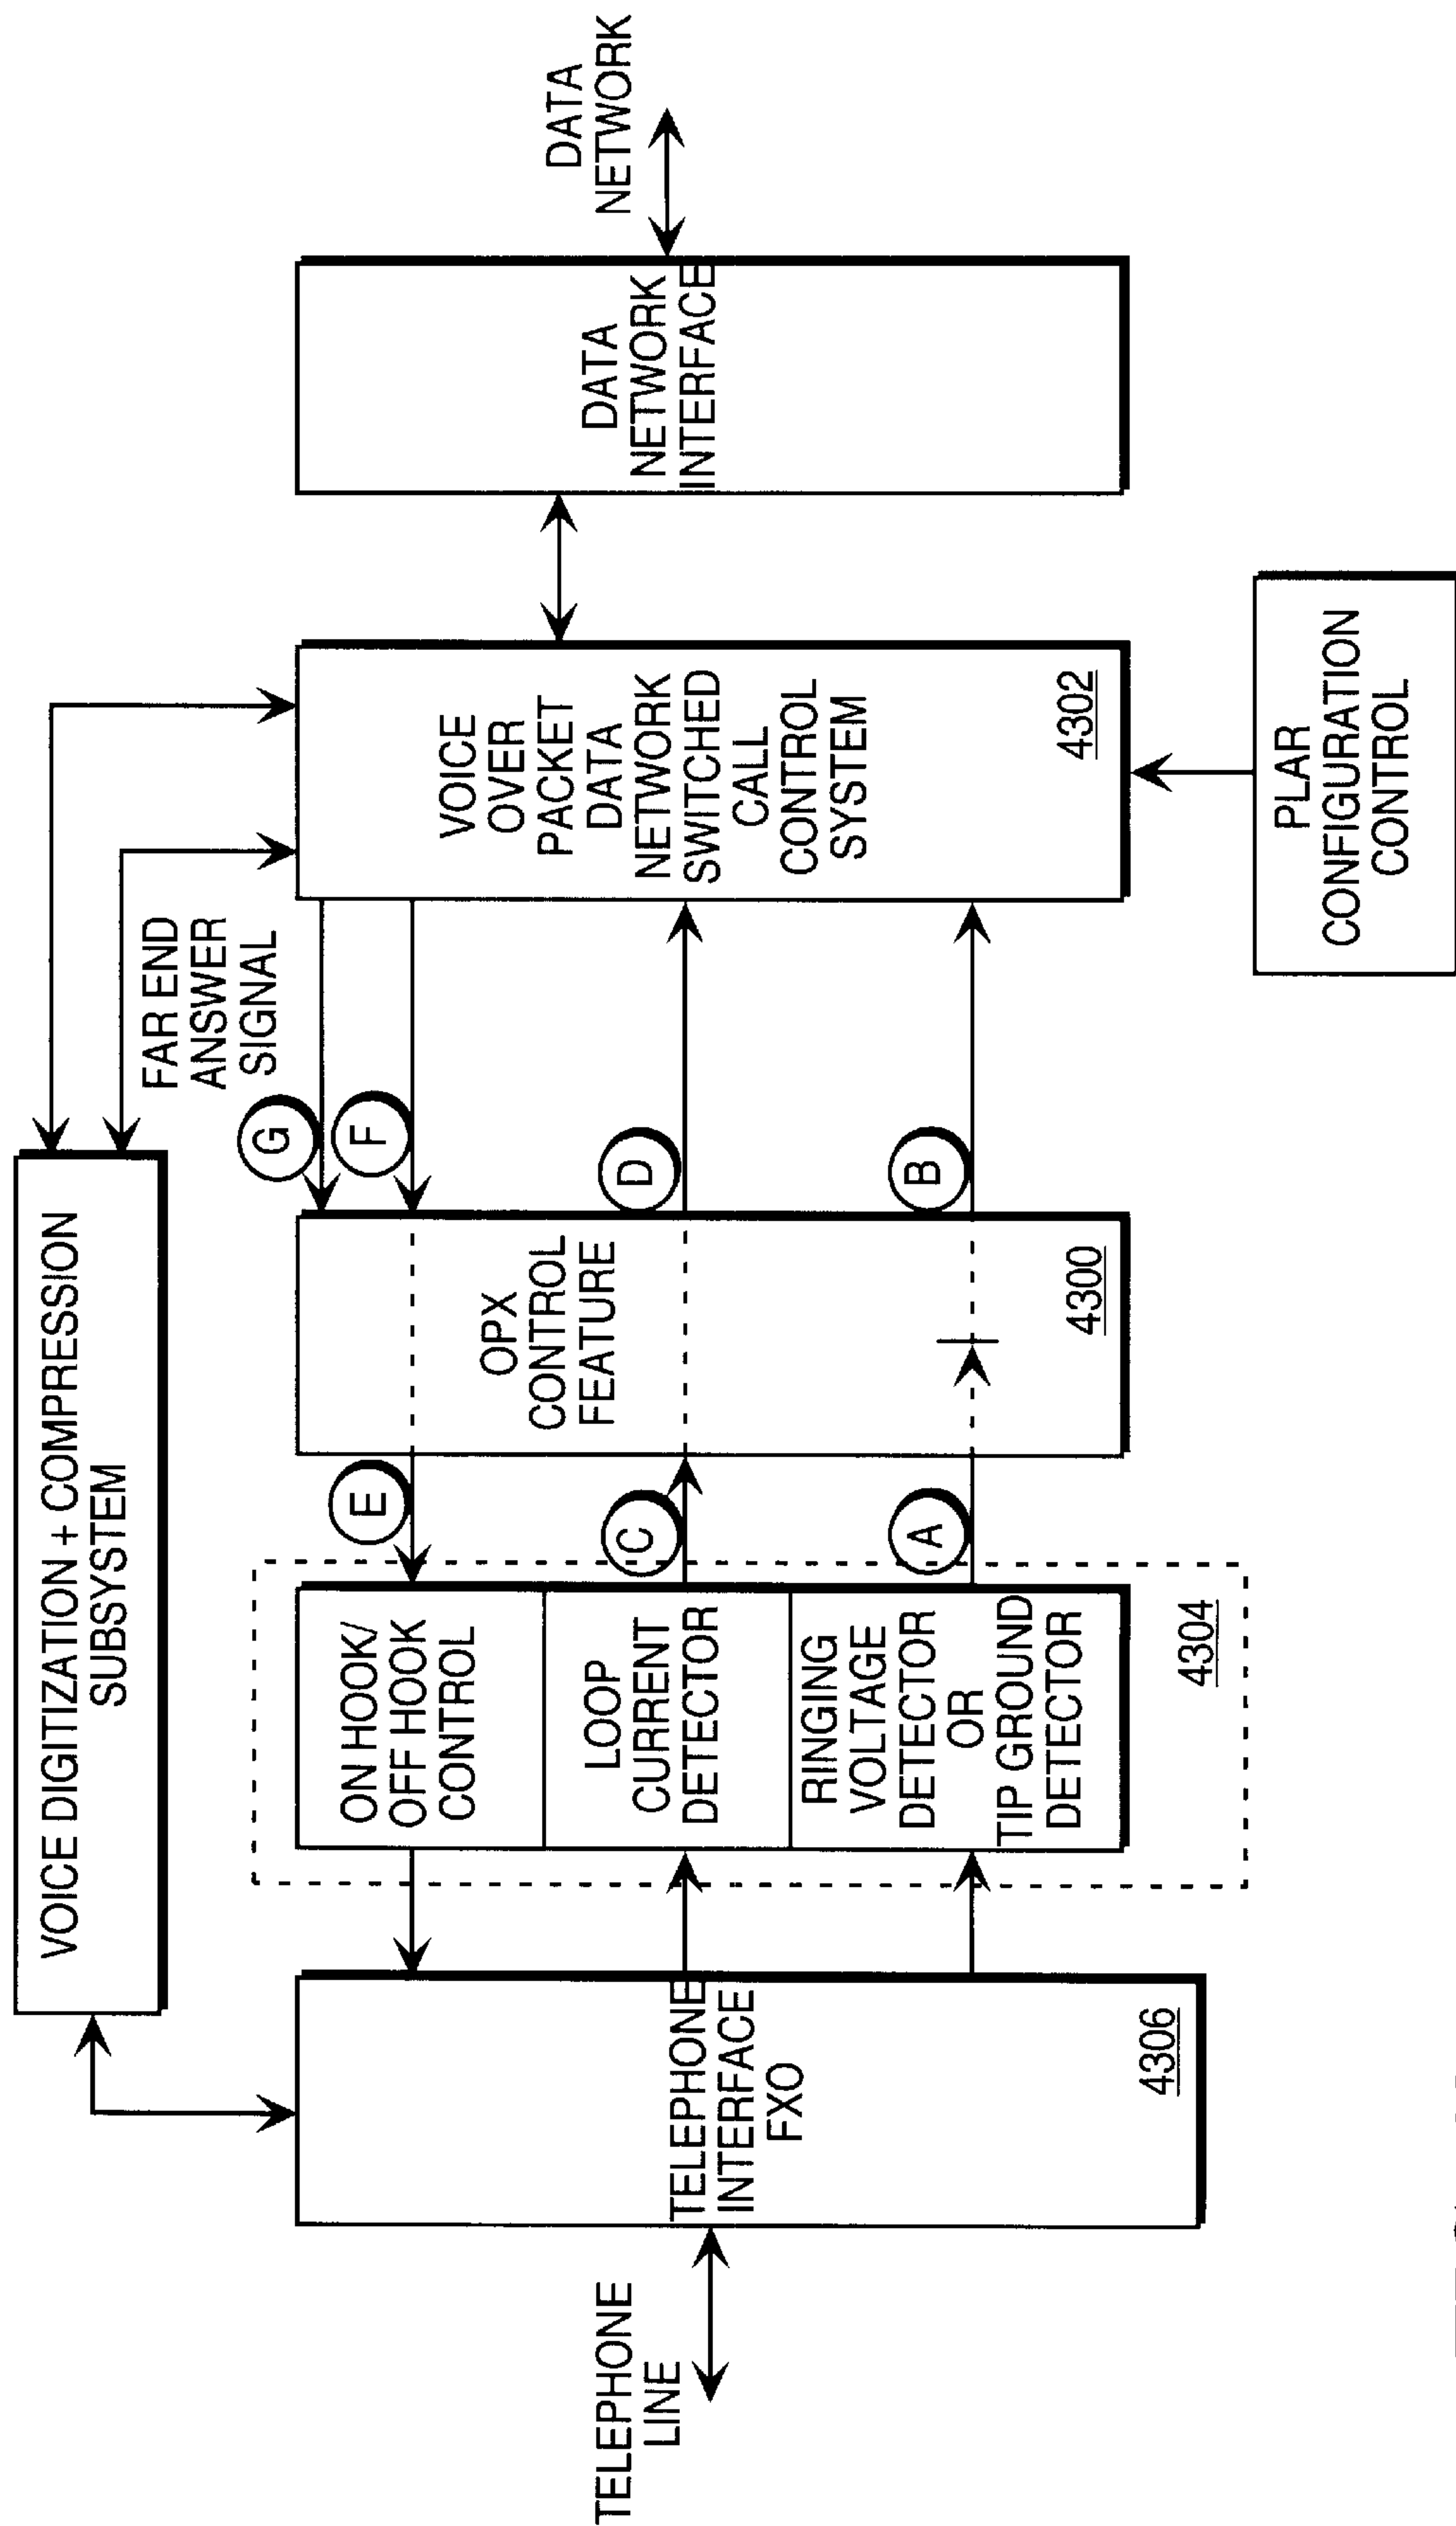 VOICE DIGITIZATION + COMPRESSION
SUBSYSTEM
FAR END
ANSWER
SIGNAL
TELEPHONE
LINE
TELEPHONE
INTERFACE
FXO
4306
ON HOOK/
OFF HOOK
CONTROL
LOOP
CURRENT
DETECTOR
RINGING
VOLTAGE
DETECTOR
OR
TIP GROUND
DETECTOR
4304
E
C
A
OPX
CONTROL
FEATURE
4300
G
F
D
B
VOICE
OVER
PACKET
DATA
NETWORK
SWITCHED
CALL
CONTROL
SYSTEM
4302
PLAR
CONFIGURATION
CONTROL
DATA
NETWORK
INTERFACE
DATA
NETWORK